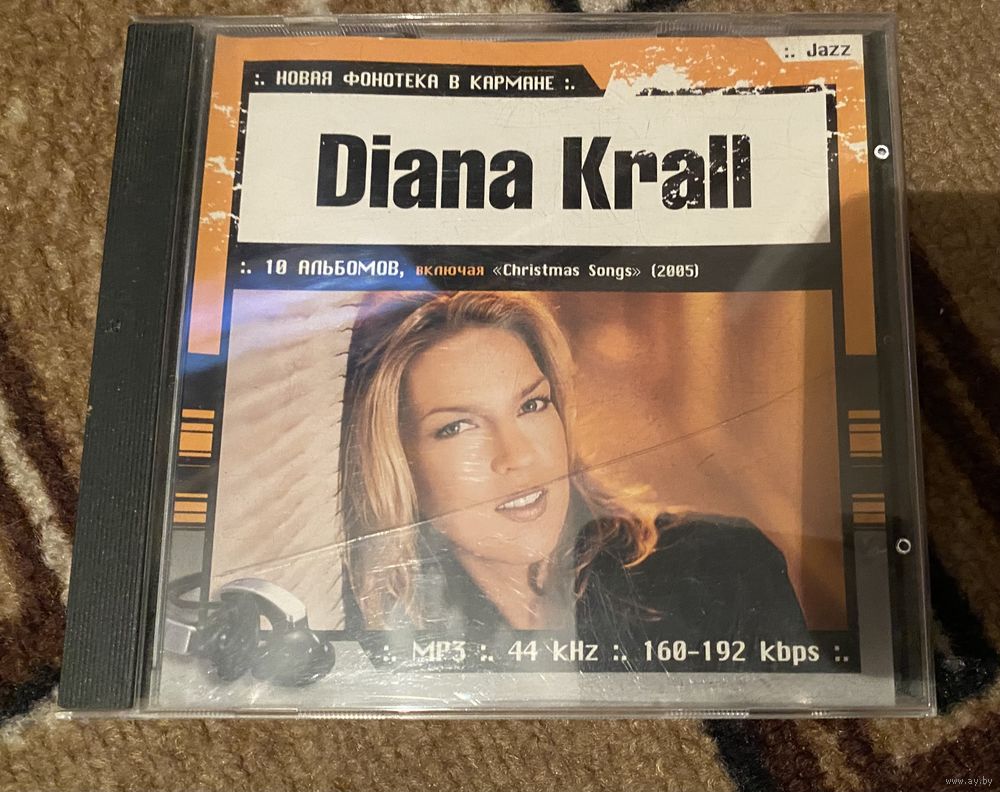 :. Jazz
:. НОВАЯ ФОНОТЕКА В КАРМАНЕ :.
Diana Krall
:. 10 АЛЬБОМОВ, включая «Christmas Songs» (2005)
:. MP3 :. 44 kHz :. 160-192 kbps :.
www.ay.by